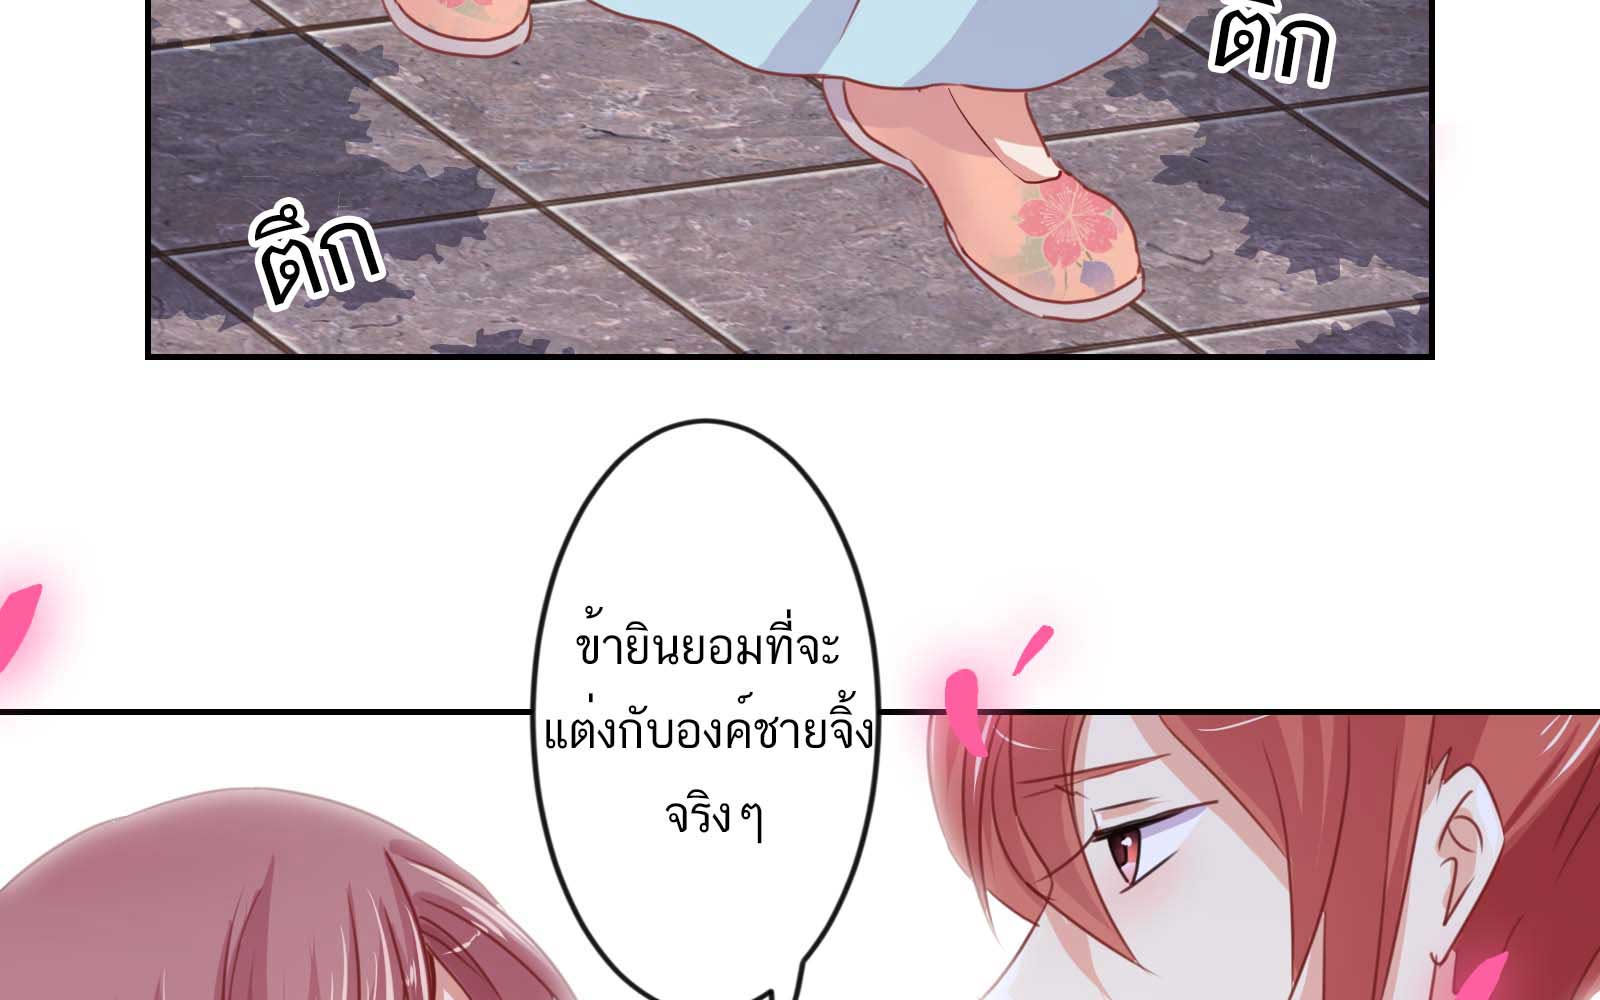 ตึก
ตึก
ข้ายินยอมที่จะ
แต่งกับองค์ชายจิ้ง
จริงๆ